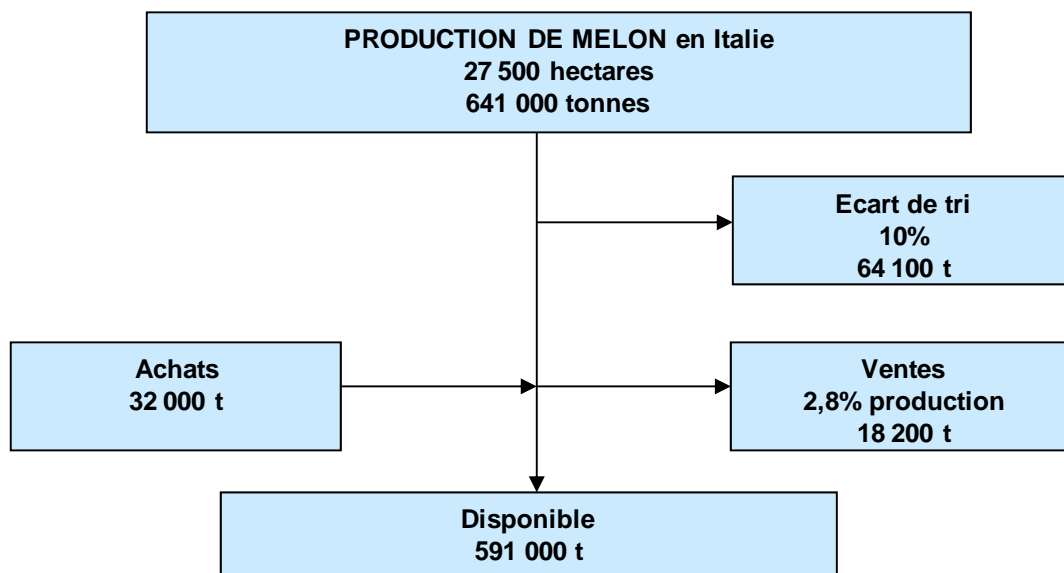 PRODUCTION DE MELON en Italie
27 500 hectares
641 000 tonnes
Ecart de tri
10%
64 100 t
Achats
32 000 t
Ventes
2,8% production
18 200 t
Disponible
591 000 t